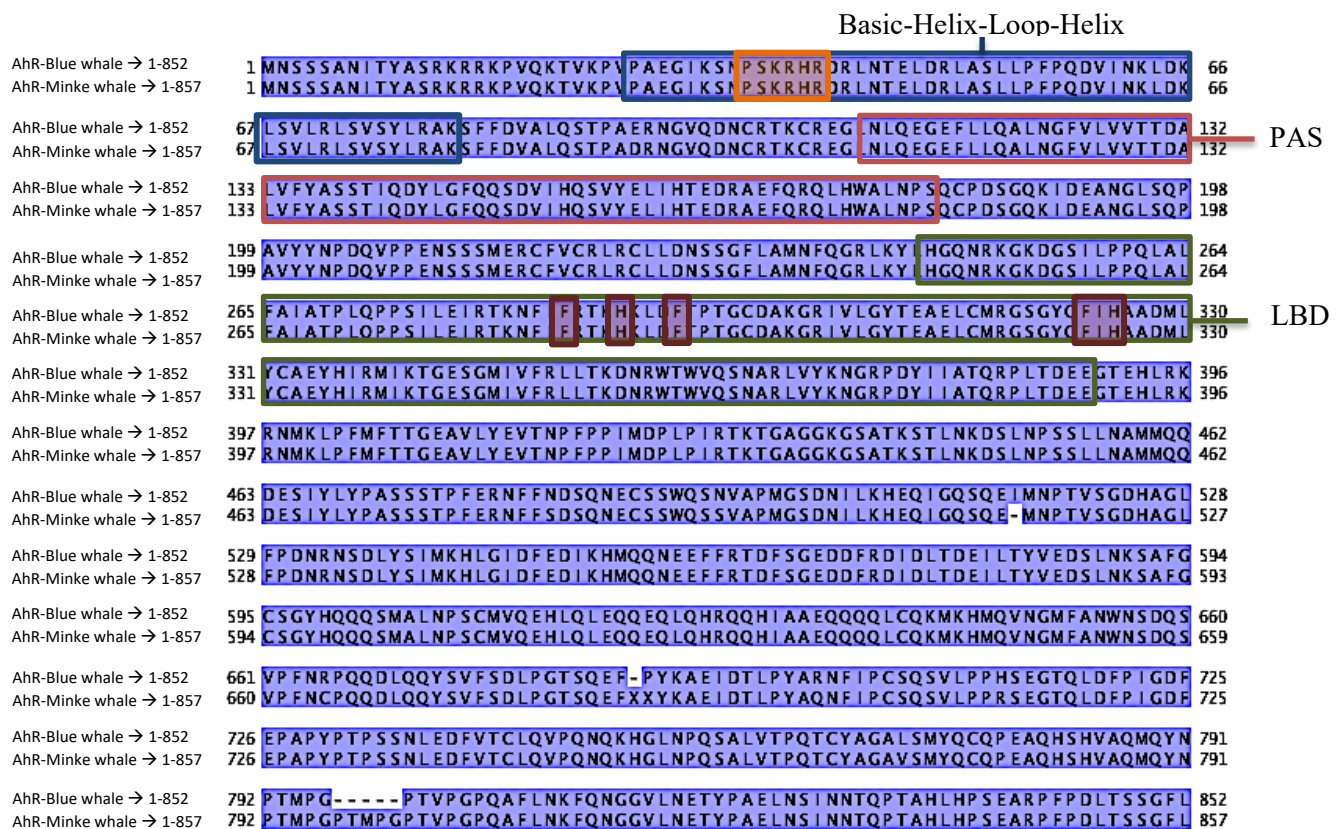 Basic-Helix-Loop-Helix
AhR-Blue whale → 1-852 1 MNSSSANITYASRKRRKPVQKTVKPVPAEGIKSNPSKRHRDRLNTELDRLASLLPFPQDVINKLDK 66
AhR-Minke whale → 1-857 1 MNSSSANITYASRKRRKPVQKTVKPVPAEGIKSNPSKRHRDRLNTELDRLASLLPFPQDVINKLDK 66
AhR-Blue whale → 1-852 67 LSVLRLSVSYLRAKSFFDVALQSTPAERNGVQDNCRTKCREGLNLQEGEFLLQALNGFVLVVTTDA 132
AhR-Minke whale → 1-857 67 LSVLRLSVSYLRAKSFFDVALQSTPADRNGVQDNCRTKCREGLNLQEGEFLLQALNGFVLVVTTDA 132
PAS
AhR-Blue whale → 1-852 133 LVFYASSTIQDYLGFQQSDVIHQSVYELIHTEDRAEFQRQLHWALNPSQCPDSGQKIDEANGLSQP 198
AhR-Minke whale → 1-857 133 LVFYASSTIQDYLGFQQSDVIHQSVYELIHTEDRAEFQRQLHWALNPSQCPDSGQKIDEANGLSQP 198
AhR-Blue whale → 1-852 199 AVYYNPDQVPPENSSSMERCFVCRLRCLLDNSSGFLAMNFQGRLKYLHGQNRKGKDGSILPPQLAL 264
AhR-Minke whale → 1-857 199 AVYYNPDQVPPENSSSMERCFVCRLRCLLDNSSGFLAMNFQGRLKYLHGQNRKGKDGSILPPQLAL 264
AhR-Blue whale → 1-852 265 FAIATPLQPPSILEIRTKNFIFRTKHKLDFTPTGCDAKGRIVLGYTEAELCMRGSGYQFIHAADML 330
AhR-Minke whale → 1-857 265 FAIATPLQPPSILEIRTKNFIFRTKHKLDFTPTGCDAKGRIVLGYTEAELCMRGSGYQFIHAADML 330
LBD
AhR-Blue whale → 1-852 331 YCAEYHIRMIKTGESGMIVFRLLTKDNRWTWVQSNARLVYKNGRPDYIIATQRPLTDEEGTEHLRK 396
AhR-Minke whale → 1-857 331 YCAEYHIRMIKTGESGMIVFRLLTKDNRWTWVQSNARLVYKNGRPDYIIATQRPLTDEEGTEHLRK 396
AhR-Blue whale → 1-852 397 RNMKLPFMFTTGEAVLYEVTNPFPPIMDPLPIRTKTGAGGKGSATKSTLNKDSLNPSSLLNAMMQQ 462
AhR-Minke whale → 1-857 397 RNMKLPFMFTTGEAVLYEVTNPFPPIMDPLPIRTKTGAGGKGSATKSTLNKDSLNPSSLLNAMMQQ 462
AhR-Blue whale → 1-852 463 DESIYLYPASSSTPFERNFFNDSQNECSSWQSNVAPMGSDNILKHEQIGQSQEIMNPTVSGDHAGL 528
AhR-Minke whale → 1-857 463 DESIYLYPASSSTPFERNFFNDSQNECSSWQSSVAPMGSDNILKHEQIGQSQE-MNPTVSGDHAGL 527
AhR-Blue whale → 1-852 529 FPDNRNSDLYSIMKHLGIDFEDIKHMQQNEEFFRTDFSGEDDFRDIDLTDEILTYVEDSLNKSAFG 594
AhR-Minke whale → 1-857 528 FPDNRNSDLYSIMKHLGIDFEDIKHMQQNEEFFRTDFSGEDDFRDIDLTDEILTYVEDSLNKSAFG 593
AhR-Blue whale → 1-852 595 CSGYHQQQSMALNPSCMVQEHLQLEQQEQLQHRQQHIAAEQQQQLCQKMKHMQVNGMFANWNSDQS 660
AhR-Minke whale → 1-857 594 CSGYHQQQSMALNPSCMVQEHLQLEQQEQLQHRQQHIAAEQQQQLCQKMKHMQVNGMFANWNSDQS 659
AhR-Blue whale → 1-852 661 VPFNRPQQDLQQYSVFSDLPGTSQEF-PYKAEIDTLPYARNFIPCSQSVLPPHSEGTQLDFPIGDF 725
AhR-Minke whale → 1-857 660 VPFNCPQQDLQQYSVFSDLPGTSQEFXXYKAEIDTLPYAQNFIPCSQSVLPPRSEGTQLDFPIGDF 725
AhR-Blue whale → 1-852 726 EPAPYPTPSSNLEDFVTCLQVPQNQKHGLNPQSALVTPQTCYAGALSMYQCQPEAQHSHVAQMQYN 791
AhR-Minke whale → 1-857 726 EPAPYPTPSSNLEDFVTCLQVPQNQKHGLNPQSALVTPQTCYAGAVSMYQCQPEAQHSHVAQMQYN 791
AhR-Blue whale → 1-852 792 PTMPG-----PTVPGPQAFLNKFQNGGVLNETYPAELNSINNTQPTAHLHPSEARPFPDLTSSGFL 852
AhR-Minke whale → 1-857 792 PTMPGPTMPGPTVPGPQAFLNKFQNGGVLNETYPAELNSINNTQPTAHLHPSEARPFPDLTSSGFL 857